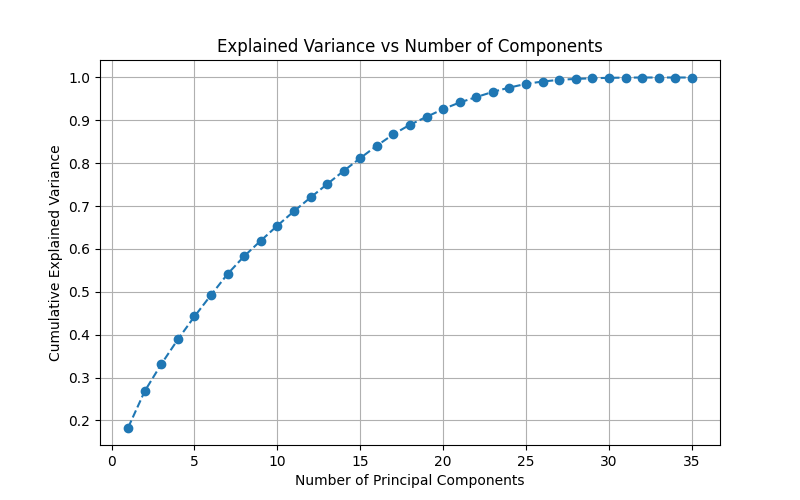 Explained Variance vs Number of Components
Cumulative Explained Variance
1.0
0.9
0.8
0.7
0.6
0.5
0.4
0.3
0.2
0 5 10 15 20 25 30 35
Number of Principal Components